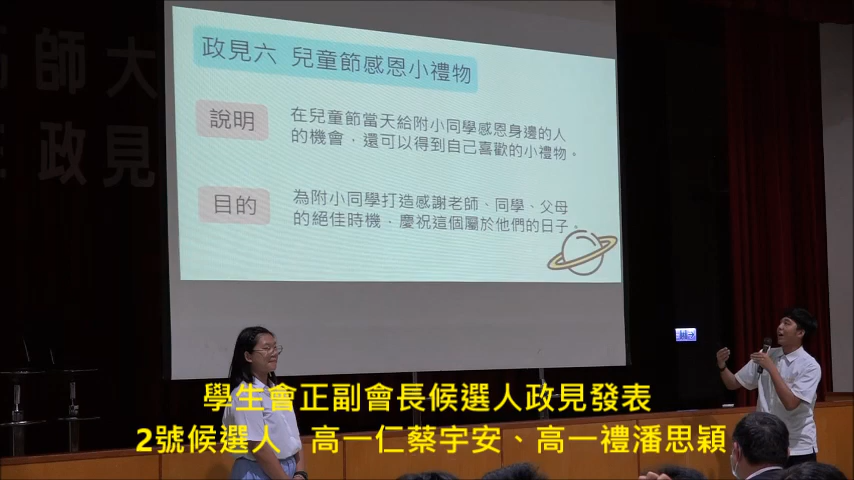 師大
政見
政見六 兒童節感恩小禮物
說明
在兒童節當天給附小同學感恩身邊的人
的機會，還可以得到自己喜歡的小禮物。
目的
為附小同學打造感謝老師、同學、父母
的絕佳時機，慶祝這個屬於他們的日子。
學生會正副會長候選人政見發表
2號候選人 高一仁蔡宇安、高一禮潘思穎